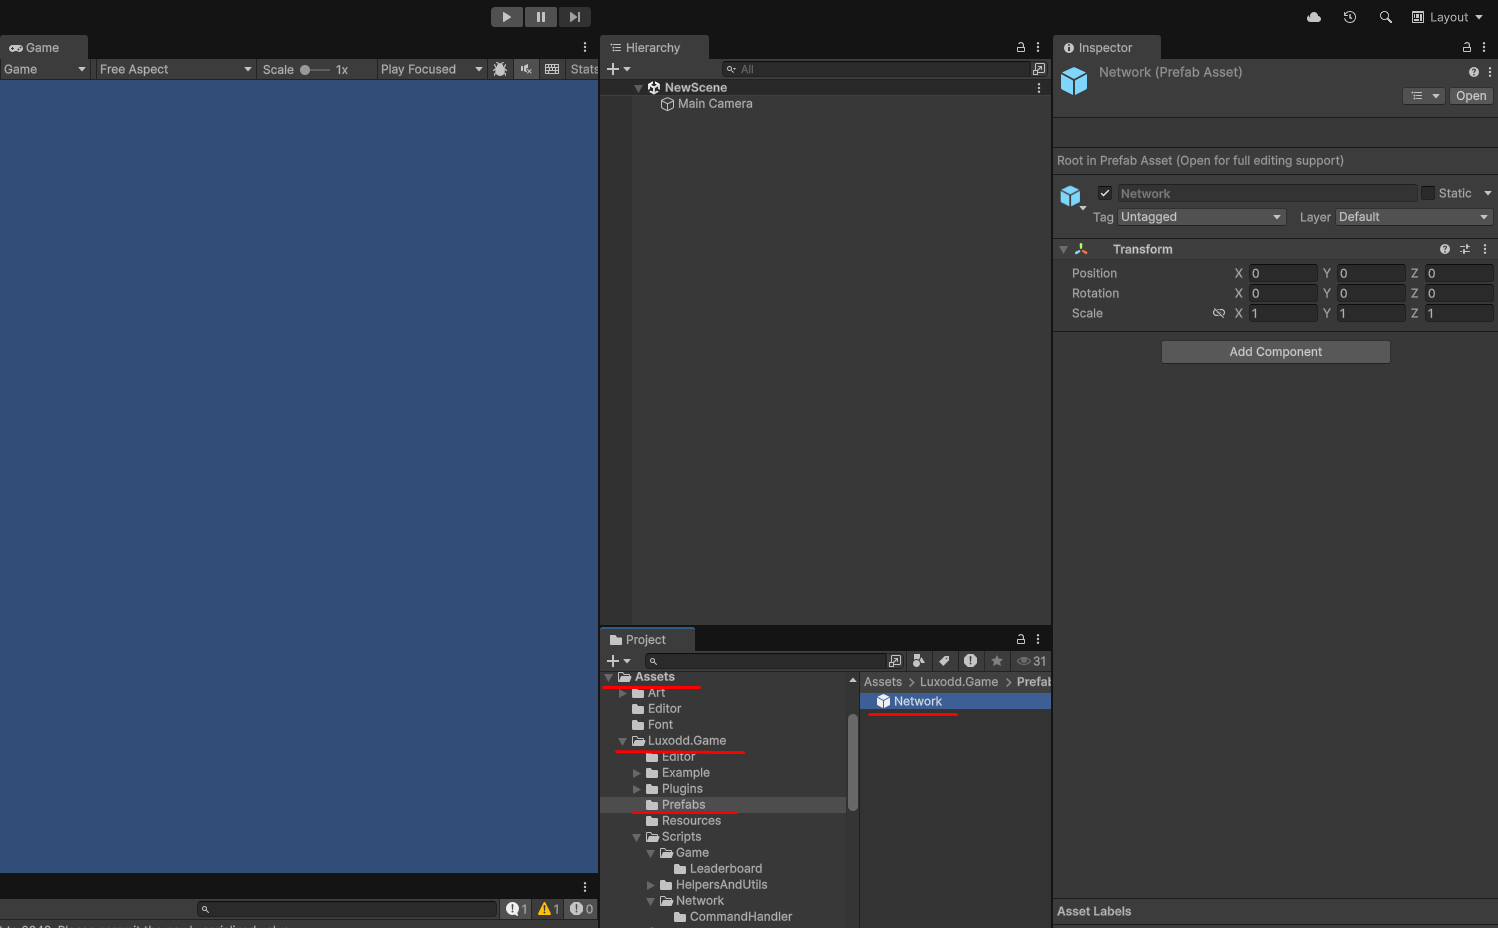 Layout
Game
Game
Free Aspect
Scale
1x
Play Focused
Stats
Hierarchy
All
NewScene
Main Camera
Inspector
Network (Prefab Asset)
Open
Root in Prefab Asset (Open for full editing support)
Network
Static
Tag
Untagged
Layer
Default
Transform
Position
X 0 Y 0 Z 0
Rotation
X 0 Y 0 Z 0
Scale
X 1 Y 1 Z 1
Add Component
Project
31
Assets
Art
Editor
Font
Luxodd.Game
Editor
Example
Plugins
Prefabs
Resources
Scripts
Game
Leaderboard
HelpersAndUtils
Network
CommandHandler
Assets > Luxodd.Game > Prefab
Network
1
1
0
Asset Labels